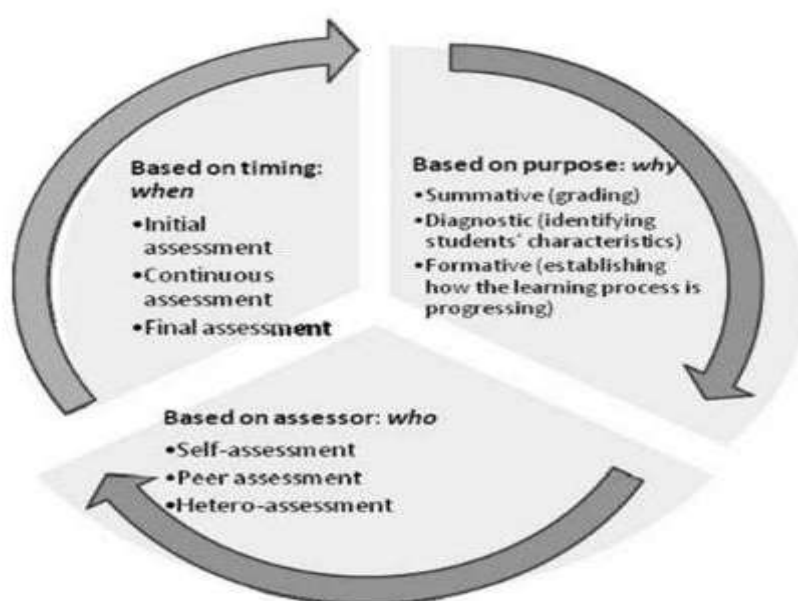 Based on timing:
when
•Initial
assessment
•Continuous
assessment
•Final assessment
Based on purpose: why
•Summative (grading)
•Diagnostic (identifying
students' characteristics)
•Formative (establishing
how the learning process is
progressing)
Based on assessor: who
•Self-assessment
•Peer assessment
•Hetero-assessment